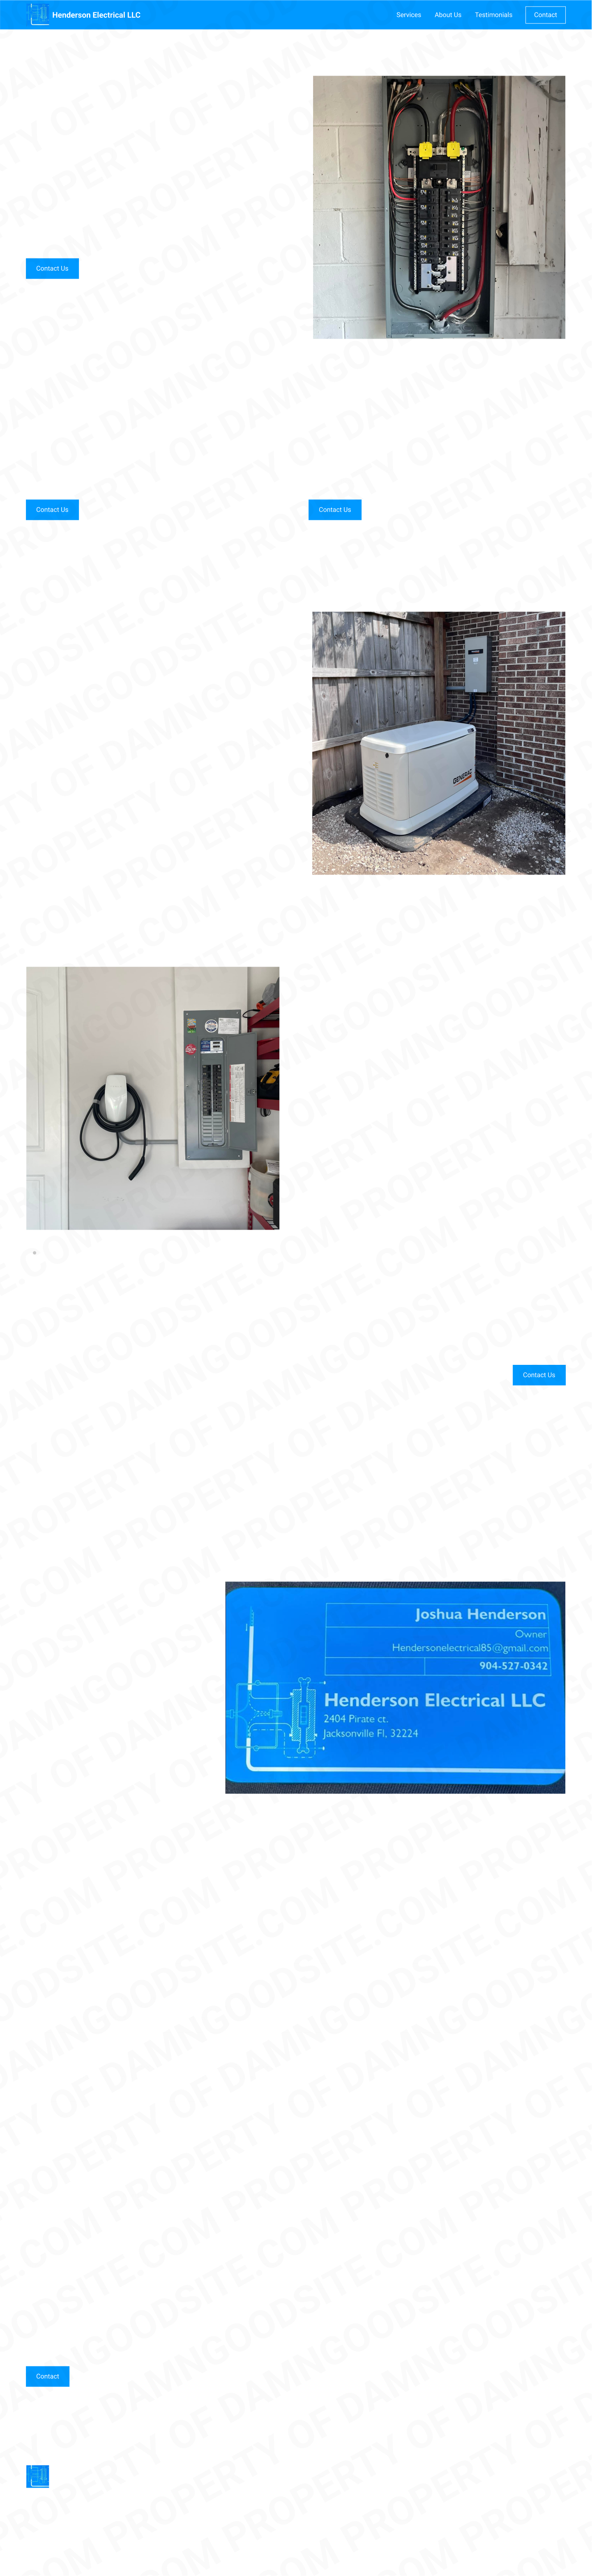 Henderson Electrical LLC
Services
About Us
Testimonials
Contact
Contact Us
Contact Us
Contact Us
GENERAC
Contact Us
Joshua Henderson
Owner
Hendersonelectrical85@gmail.com
904-527-0342
Henderson Electrical LLC
2404 Pirate ct.
Jacksonville Fl, 32224
Contact
PROPERTY OF DAMNGOODSITE.COM